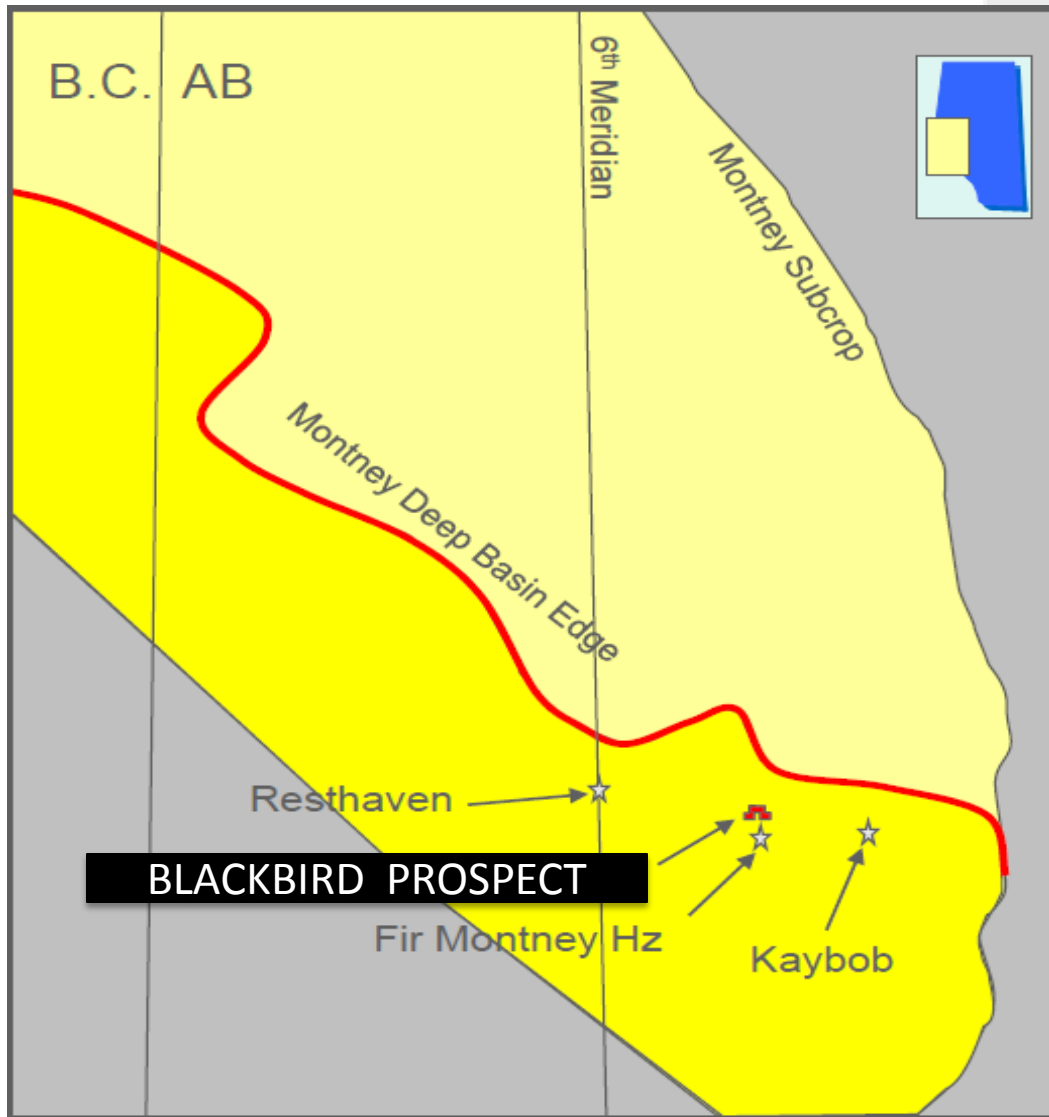 B.C. AB
6th Meridian
Montney Subcrop
Montney Deep Basin Edge
Resthaven
BLACKBIRD PROSPECT
Fir Montney Hz
Kaybob